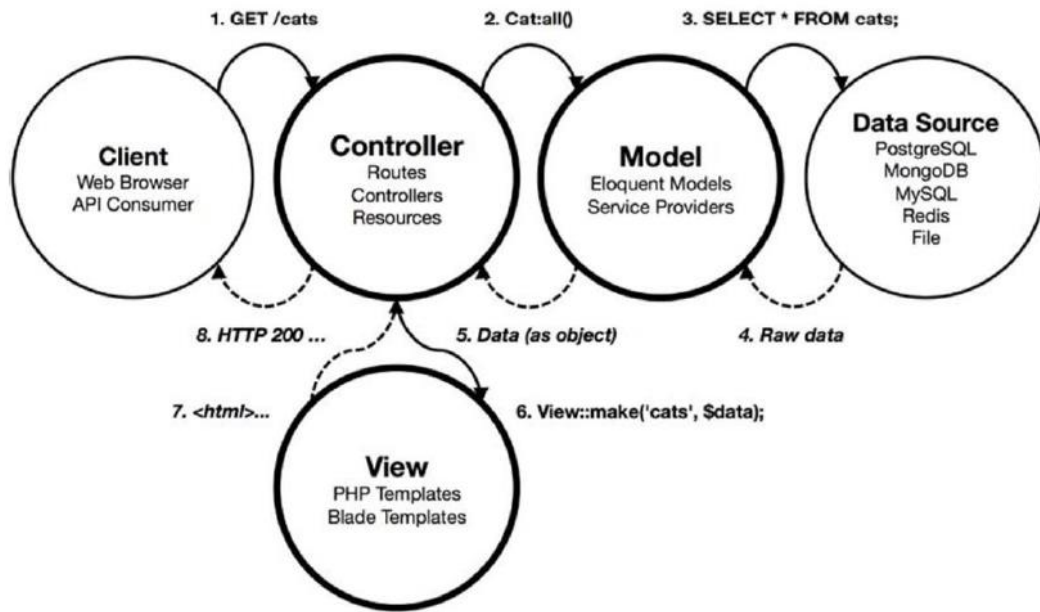 1. GET /cats
2. Cat:all()
3. SELECT * FROM cats;
Client
Web Browser
API Consumer
Controller
Routes
Controllers
Resources
Model
Eloquent Models
Service Providers
Data Source
PostgreSQL
MongoDB
MySQL
Redis
File
8. HTTP 200 ...
5. Data (as object)
4. Raw data
7. <html>...
6. View::make('cats', $data);
View
PHP Templates
Blade Templates